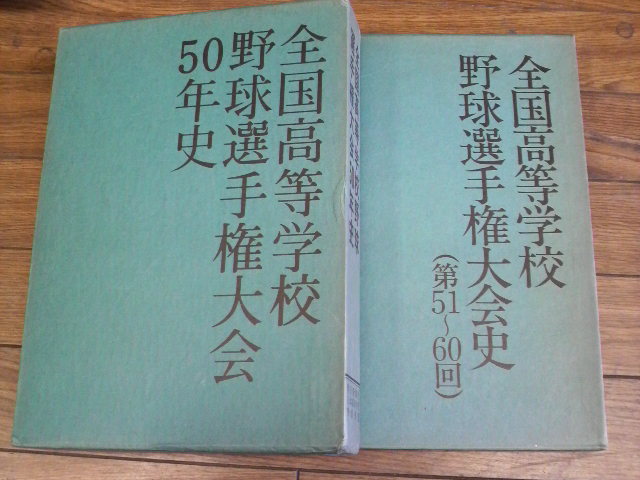 全国高等学校
野球選手権大会
50年史
全国高等学校
野球選手権大会史
(第51〜60回)